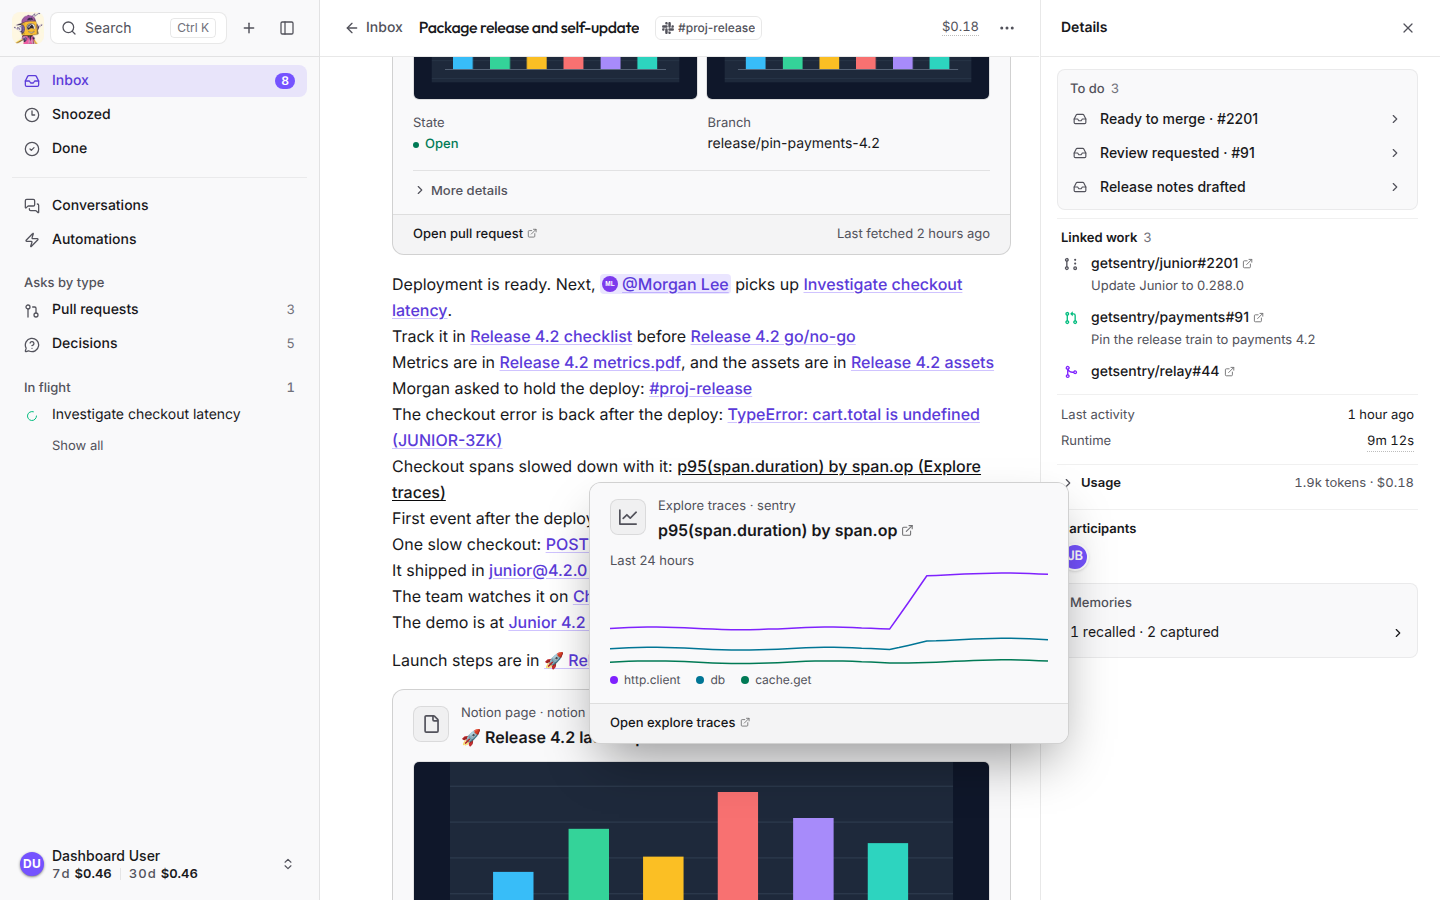 Search
Ctrl K
Inbox
8
Snoozed
Done
Conversations
Automations
Asks by type
Pull requests
3
Decisions
5
In flight
1
Investigate checkout latency
Show all
DU
Dashboard User
7d $0.46
30d $0.46
Inbox
Package release and self-update
#proj-release
$0.18
State
Open
Branch
release/pin-payments-4.2
More details
Open pull request
Last fetched 2 hours ago
Deployment is ready. Next, ML @Morgan Lee picks up Investigate checkout
latency.
Track it in Release 4.2 checklist before Release 4.2 go/no-go
Metrics are in Release 4.2 metrics.pdf, and the assets are in Release 4.2 assets
Morgan asked to hold the deploy: #proj-release
The checkout error is back after the deploy: TypeError: cart.total is undefined
(JUNIOR-3ZK)
Checkout spans slowed down with it: p95(span.duration) by span.op (Explore
traces)
First event after the deploy
One slow checkout: POST
It shipped in junior@4.2.0
The team watches it on Ch
The demo is at Junior 4.2
Launch steps are in 🚀 Rel
Explore traces · sentry
p95(span.duration) by span.op
Last 24 hours
http.client
db
cache.get
Open explore traces
Notion page · notion
🚀 Release 4.2 la
Details
To do 3
Ready to merge · #2201
Review requested · #91
Release notes drafted
Linked work 3
getsentry/junior#2201
Update Junior to 0.288.0
getsentry/payments#91
Pin the release train to payments 4.2
getsentry/relay#44
Last activity
1 hour ago
Runtime
9m 12s
Usage
1.9k tokens · $0.18
articipants
JB
Memories
1 recalled · 2 captured